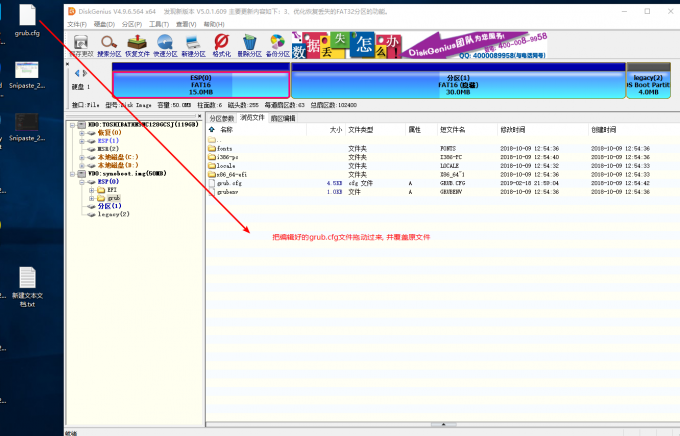 grub.cfg
Snipaste_2...
Snipaste_2...
新建文本文
档.txt
DiskGenius V4.9.6.564 x64 发现新版本 V5.0.1.609 主要更新内容如下：3、优化恢复丢失的FAT32分区的功能。
文件(F) 硬盘(D) 分区(P) 工具(T) 查看(V) 帮助(H)
保存更改 搜索分区 恢复文件 快速分区 新建分区 格式化 删除分区 备份分区
数据丢失怎么办!
DiskGenius团队为您服务!
QQ: 4000089958(与电话同号)
硬盘 1
ESP(0)
FAT16
15.0MB
分区(1)
FAT16 (隐藏)
30.0MB
legacy(2)
OS Boot Partit
4.0MB
接口:File 型号:Disk Image 容量:50.0MB 柱面数:6 磁头数:255 每道扇区数:63 总扇区数:102400
恢复(0)
ESP(1)
MSR(2)
本地磁盘(C:)
本地磁盘(D:)
VD0:synoboot.img(50MB)
ESP(0)
EFI
grub
分区(1)
legacy(2)
分区参数 浏览文件 扇区编辑
名称 大小 文件类型 属性 短文件名 修改时间 创建时间
..
fonts 文件夹 FONTS 2018-10-09 12:54:36 2018-10-09 12:54:36
i386-pc 文件夹 I386-PC 2018-10-09 12:54:40 2018-10-09 12:54:36
locale 文件夹 LOCALE 2018-10-09 12:54:32 2018-10-09 12:54:33
x86_64-efi 文件夹 X86_64~1 2018-10-09 12:54:36 2018-10-09 12:54:36
grub.cfg 4.5KB cfg 文件 A GRUB.CFG 2019-02-18 21:59:04 2018-10-09 12:54:42
grubenv 1.0KB 文件 A GRUBENV 2018-10-09 12:54:36 2018-10-09 12:54:36
把编辑好的grub.cfg文件拖动过来, 并覆盖原文件
就绪